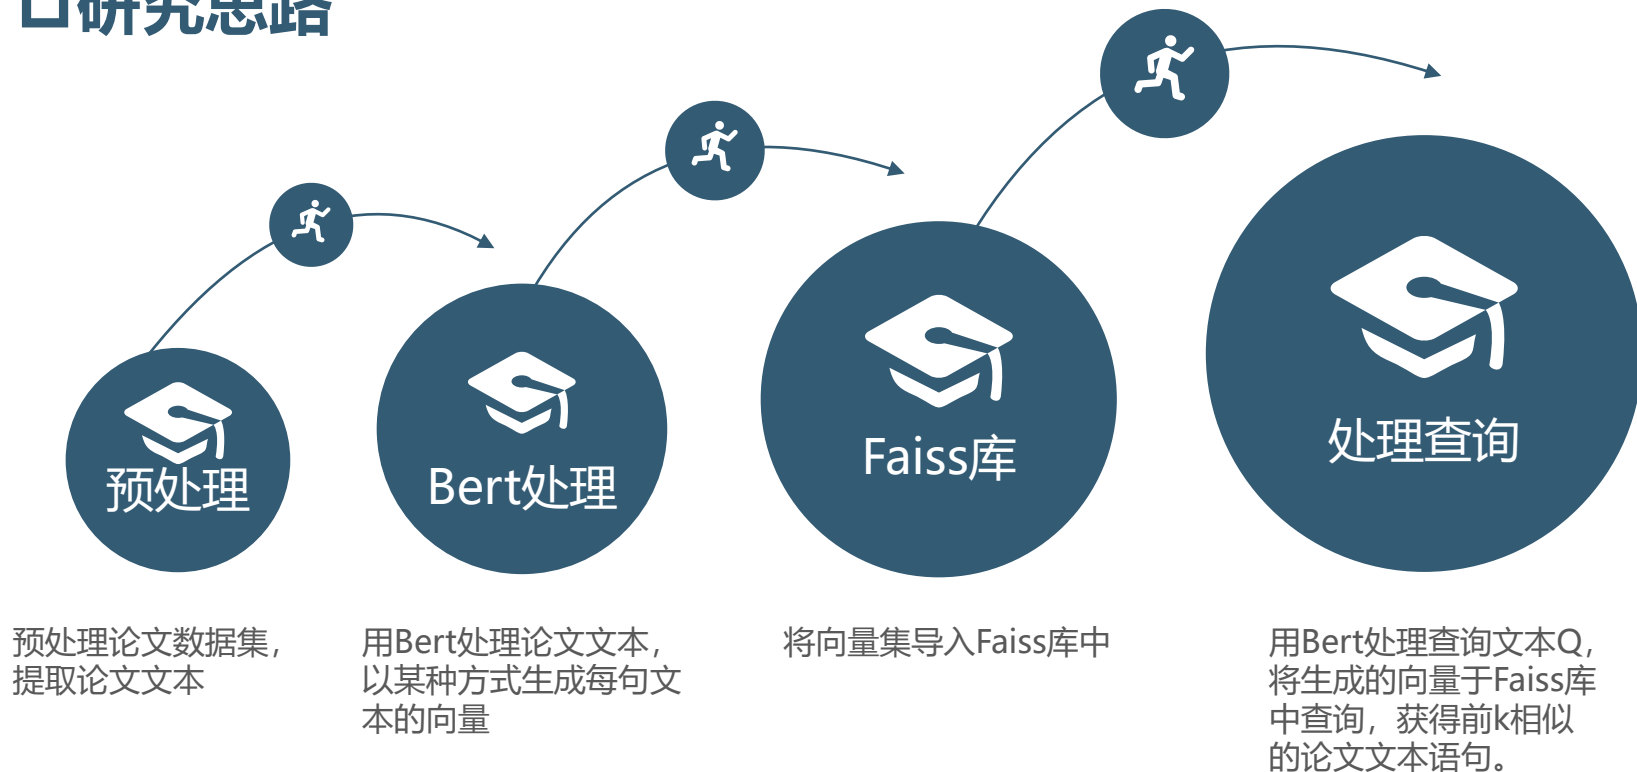 口研究思路
预处理
Bert处理
Faiss库
处理查询
预处理论文数据集，
提取论文文本
用Bert处理论文文本，
以某种方式生成每句文
本的向量
将向量集导入Faiss库中
用Bert处理查询文本Q，
将生成的向量于Faiss库
中查询，获得前k相似
的论文文本语句。